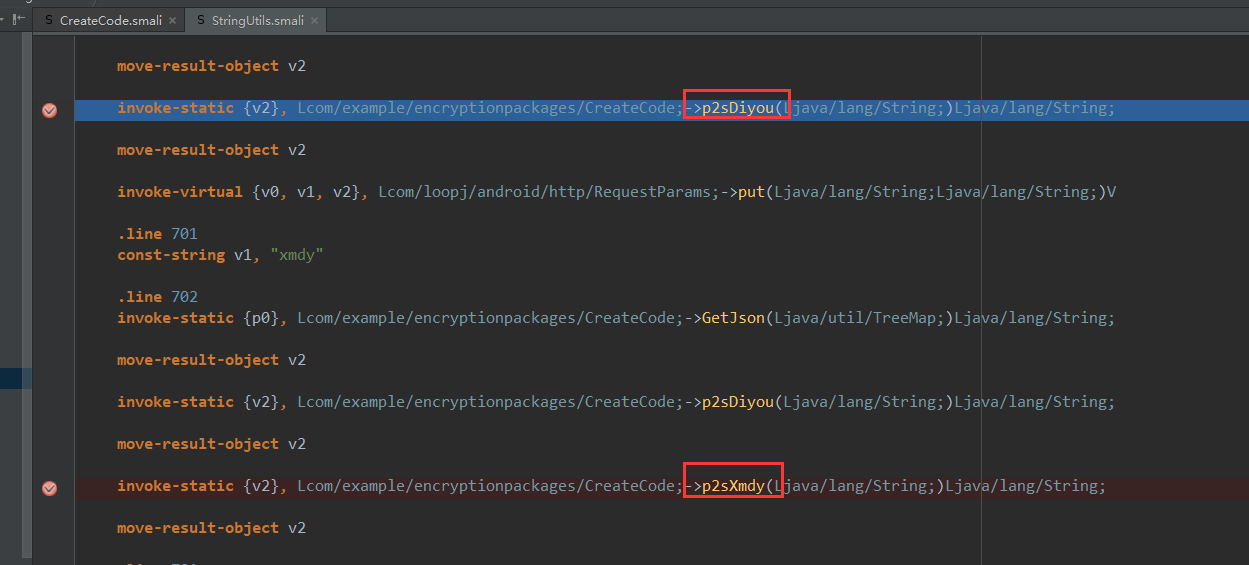 CreateCode.smali × StringUtils.smali ×
move-result-object v2
invoke-static {v2}, Lcom/example/encryptionpackages/CreateCode;->p2sDiyou(Ljava/lang/String;)Ljava/lang/String;
move-result-object v2
invoke-virtual {v0, v1, v2}, Lcom/loopj/android/http/RequestParams;->put(Ljava/lang/String;Ljava/lang/String;)V
.line 701
const-string v1, "xmdy"
.line 702
invoke-static {p0}, Lcom/example/encryptionpackages/CreateCode;->GetJson(Ljava/util/TreeMap;)Ljava/lang/String;
move-result-object v2
invoke-static {v2}, Lcom/example/encryptionpackages/CreateCode;->p2sDiyou(Ljava/lang/String;)Ljava/lang/String;
move-result-object v2
invoke-static {v2}, Lcom/example/encryptionpackages/CreateCode;->p2sXmdy(Ljava/lang/String;)Ljava/lang/String;
move-result-object v2